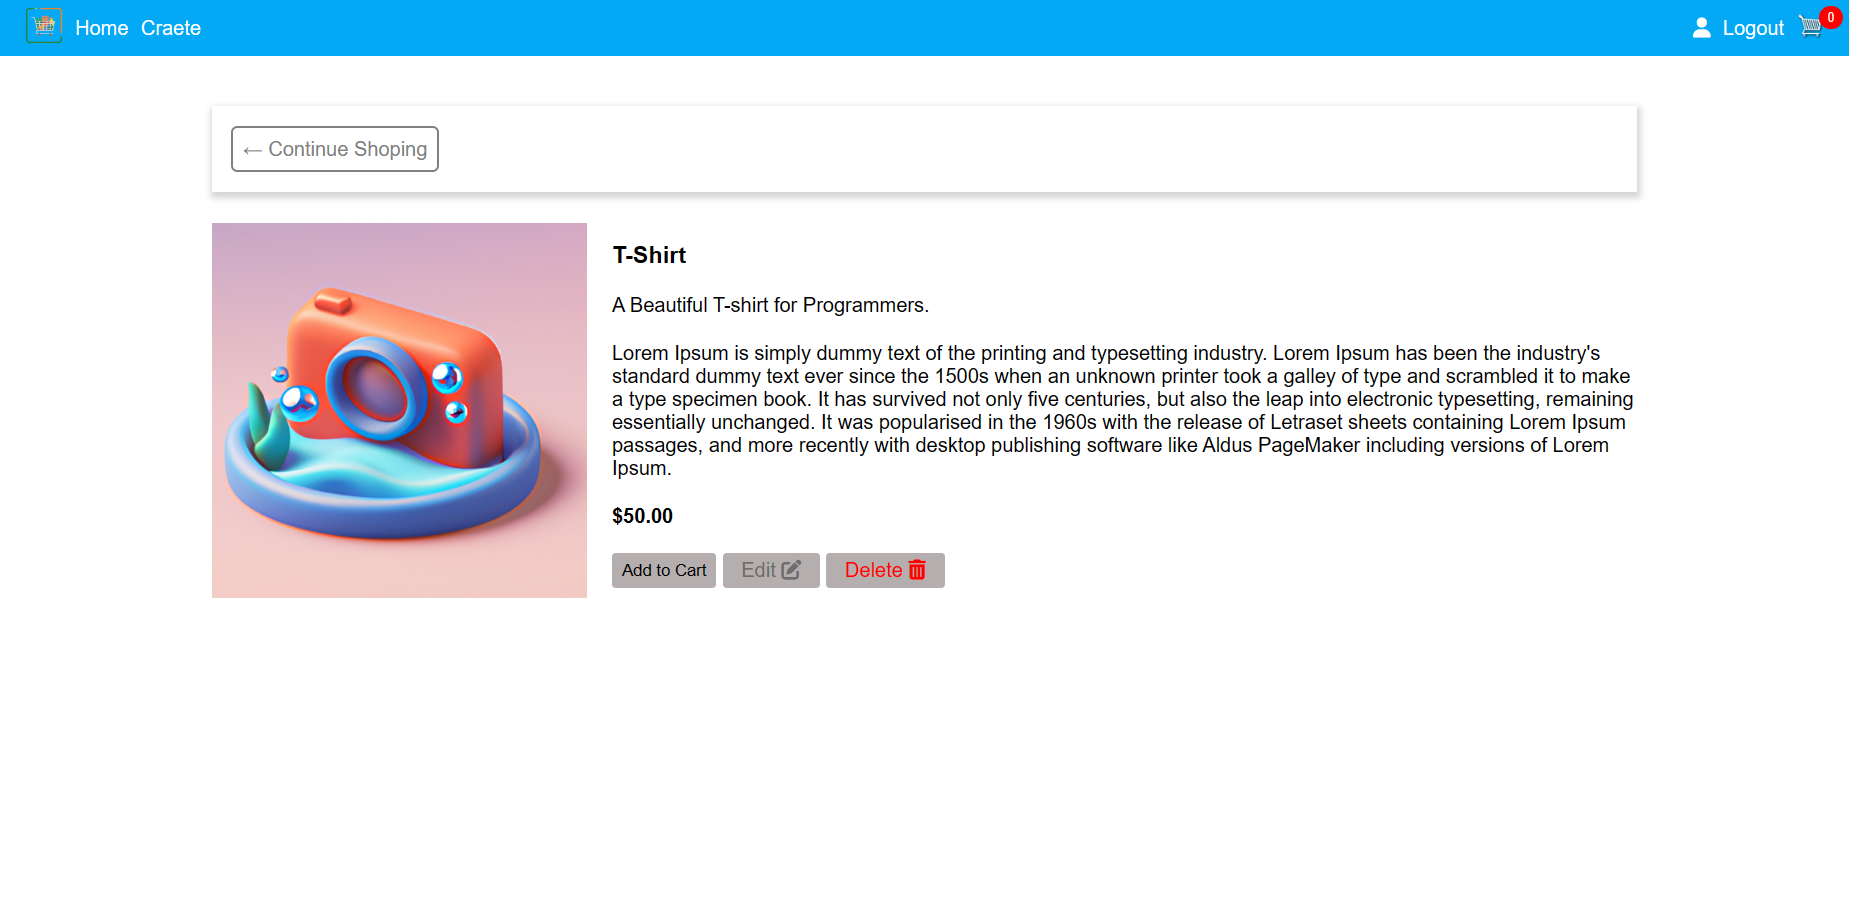 Home Craete
Logout 0
← Continue Shoping
T-Shirt
A Beautiful T-shirt for Programmers.
Lorem Ipsum is simply dummy text of the printing and typesetting industry. Lorem Ipsum has been the industry's
standard dummy text ever since the 1500s when an unknown printer took a galley of type and scrambled it to make
a type specimen book. It has survived not only five centuries, but also the leap into electronic typesetting, remaining
essentially unchanged. It was popularised in the 1960s with the release of Letraset sheets containing Lorem Ipsum
passages, and more recently with desktop publishing software like Aldus PageMaker including versions of Lorem
Ipsum.
$50.00
Add to Cart Edit Delete